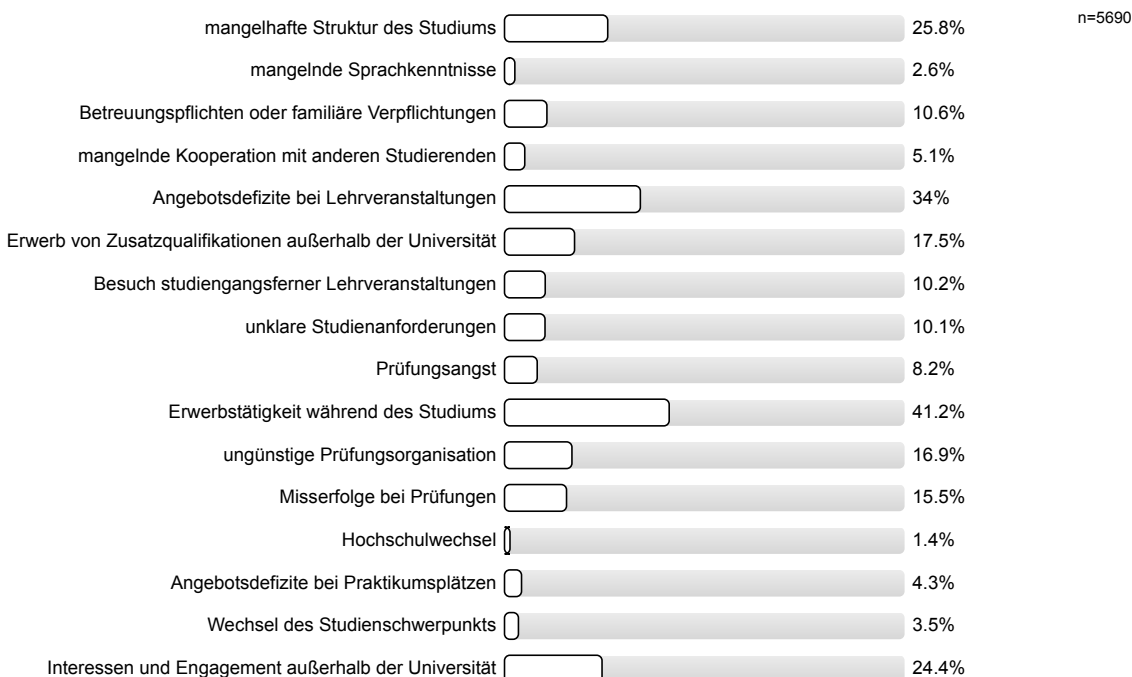 mangelhafte Struktur des Studiums 25.8% n=5690
mangelnde Sprachkenntnisse 2.6%
Betreuungspflichten oder familiäre Verpflichtungen 10.6%
mangelnde Kooperation mit anderen Studierenden 5.1%
Angebotsdefizite bei Lehrveranstaltungen 34%
Erwerb von Zusatzqualifikationen außerhalb der Universität 17.5%
Besuch studiengangsferner Lehrveranstaltungen 10.2%
unklare Studienanforderungen 10.1%
Prüfungsangst 8.2%
Erwerbstätigkeit während des Studiums 41.2%
ungünstige Prüfungsorganisation 16.9%
Misserfolge bei Prüfungen 15.5%
Hochschulwechsel 1.4%
Angebotsdefizite bei Praktikumsplätzen 4.3%
Wechsel des Studienschwerpunkts 3.5%
Interessen und Engagement außerhalb der Universität 24.4%